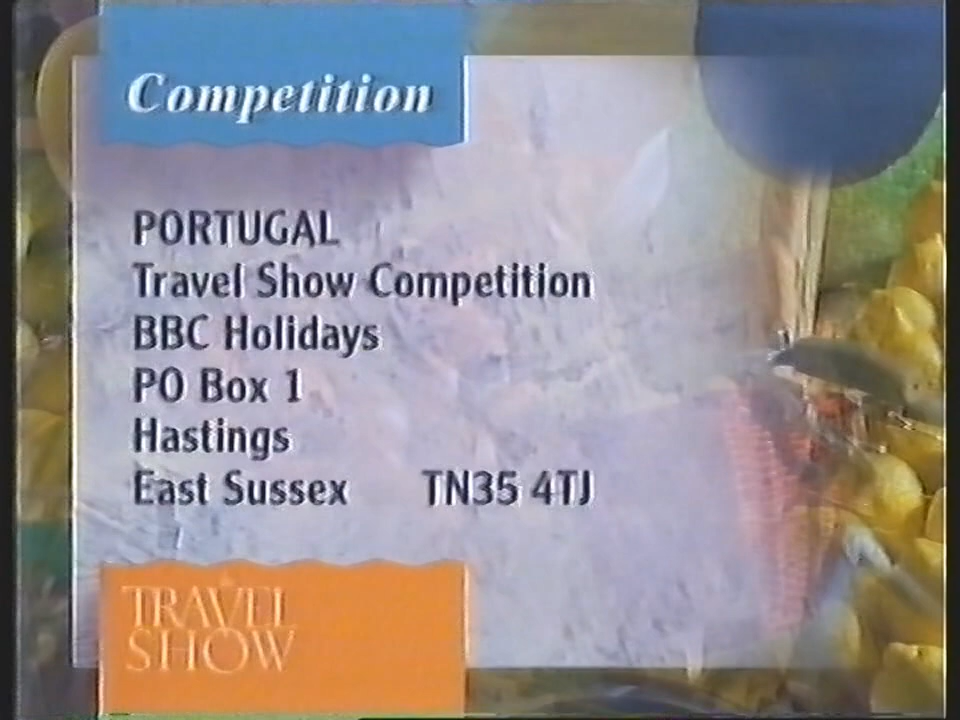 Competition
PORTUGAL
Travel Show Competition
BBC Holidays
PO Box 1
Hastings
East Sussex TN35 4TJ
TRAVEL
SHOW